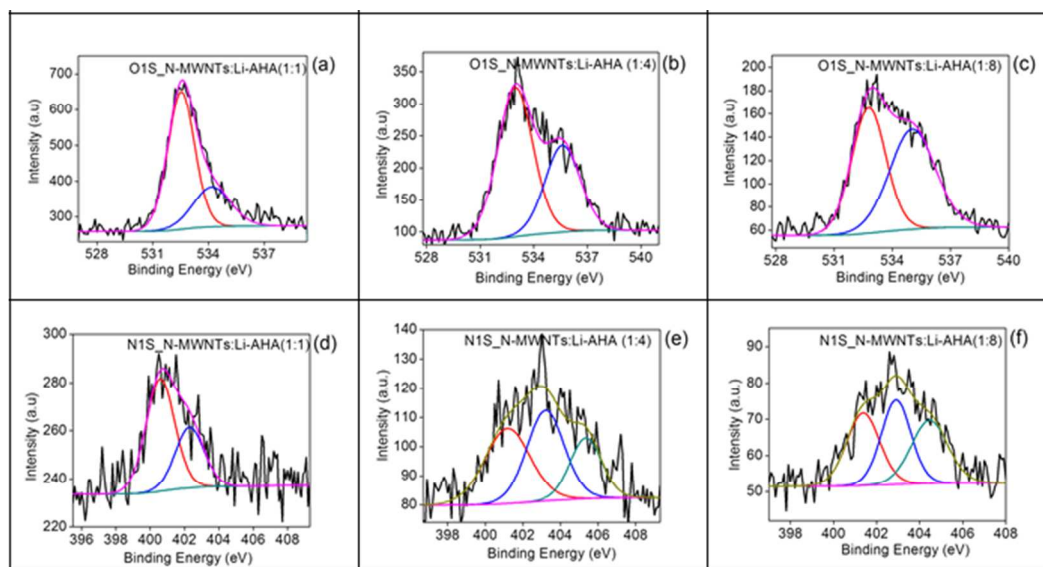 O1S_N-MWNTs:Li-AHA(1:1) (a)
700
600
500
400
300
Intensity (a.u)
528 531 534 537
Binding Energy (eV)
O1S_N-MWNTs:Li-AHA (1:4) (b)
350
300
250
200
150
100
Intensity (a.u)
528 531 534 537 540
Binding Energy (eV)
O1S_N-MWNTs:Li-AHA(1:8) (c)
200
180
160
140
120
100
80
60
Intensity (a.u)
528 531 534 537 540
Binding Energy (eV)
N1S_N-MWNTs:Li-AHA(1:1) (d)
300
280
260
240
220
Intensity (a.u)
396 398 400 402 404 406 408
Binding Energy (eV)
N1S_N-MWNTs:Li-AHA (1:4) (e)
140
130
120
110
100
90
80
Intensity (a.u.)
398 400 402 404 406 408
Binding Energy (eV)
N1S_N-MWNTs:Li-AHA(1:8) (f)
90
80
70
60
50
Intensity (a.u)
398 400 402 404 406 408
Binding Energy (eV)